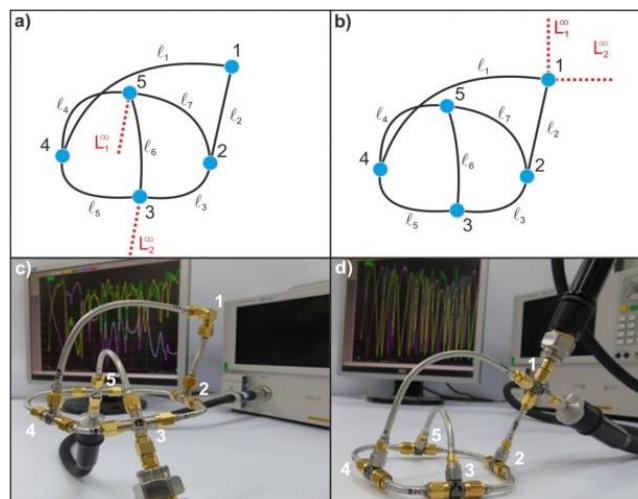 a)
ℓ₁
1
5
ℓ₄
ℓ₇
ℓ₂
4
L₁^∞
ℓ₆
2
ℓ₅
3
ℓ₃
L₂^∞
b)
L₁^∞
L₂^∞
1
ℓ₁
5
ℓ₄
ℓ₇
ℓ₂
4
ℓ₆
2
ℓ₅
3
ℓ₃
c)
1
5
2
4
3
d)
1
5
2
4
3